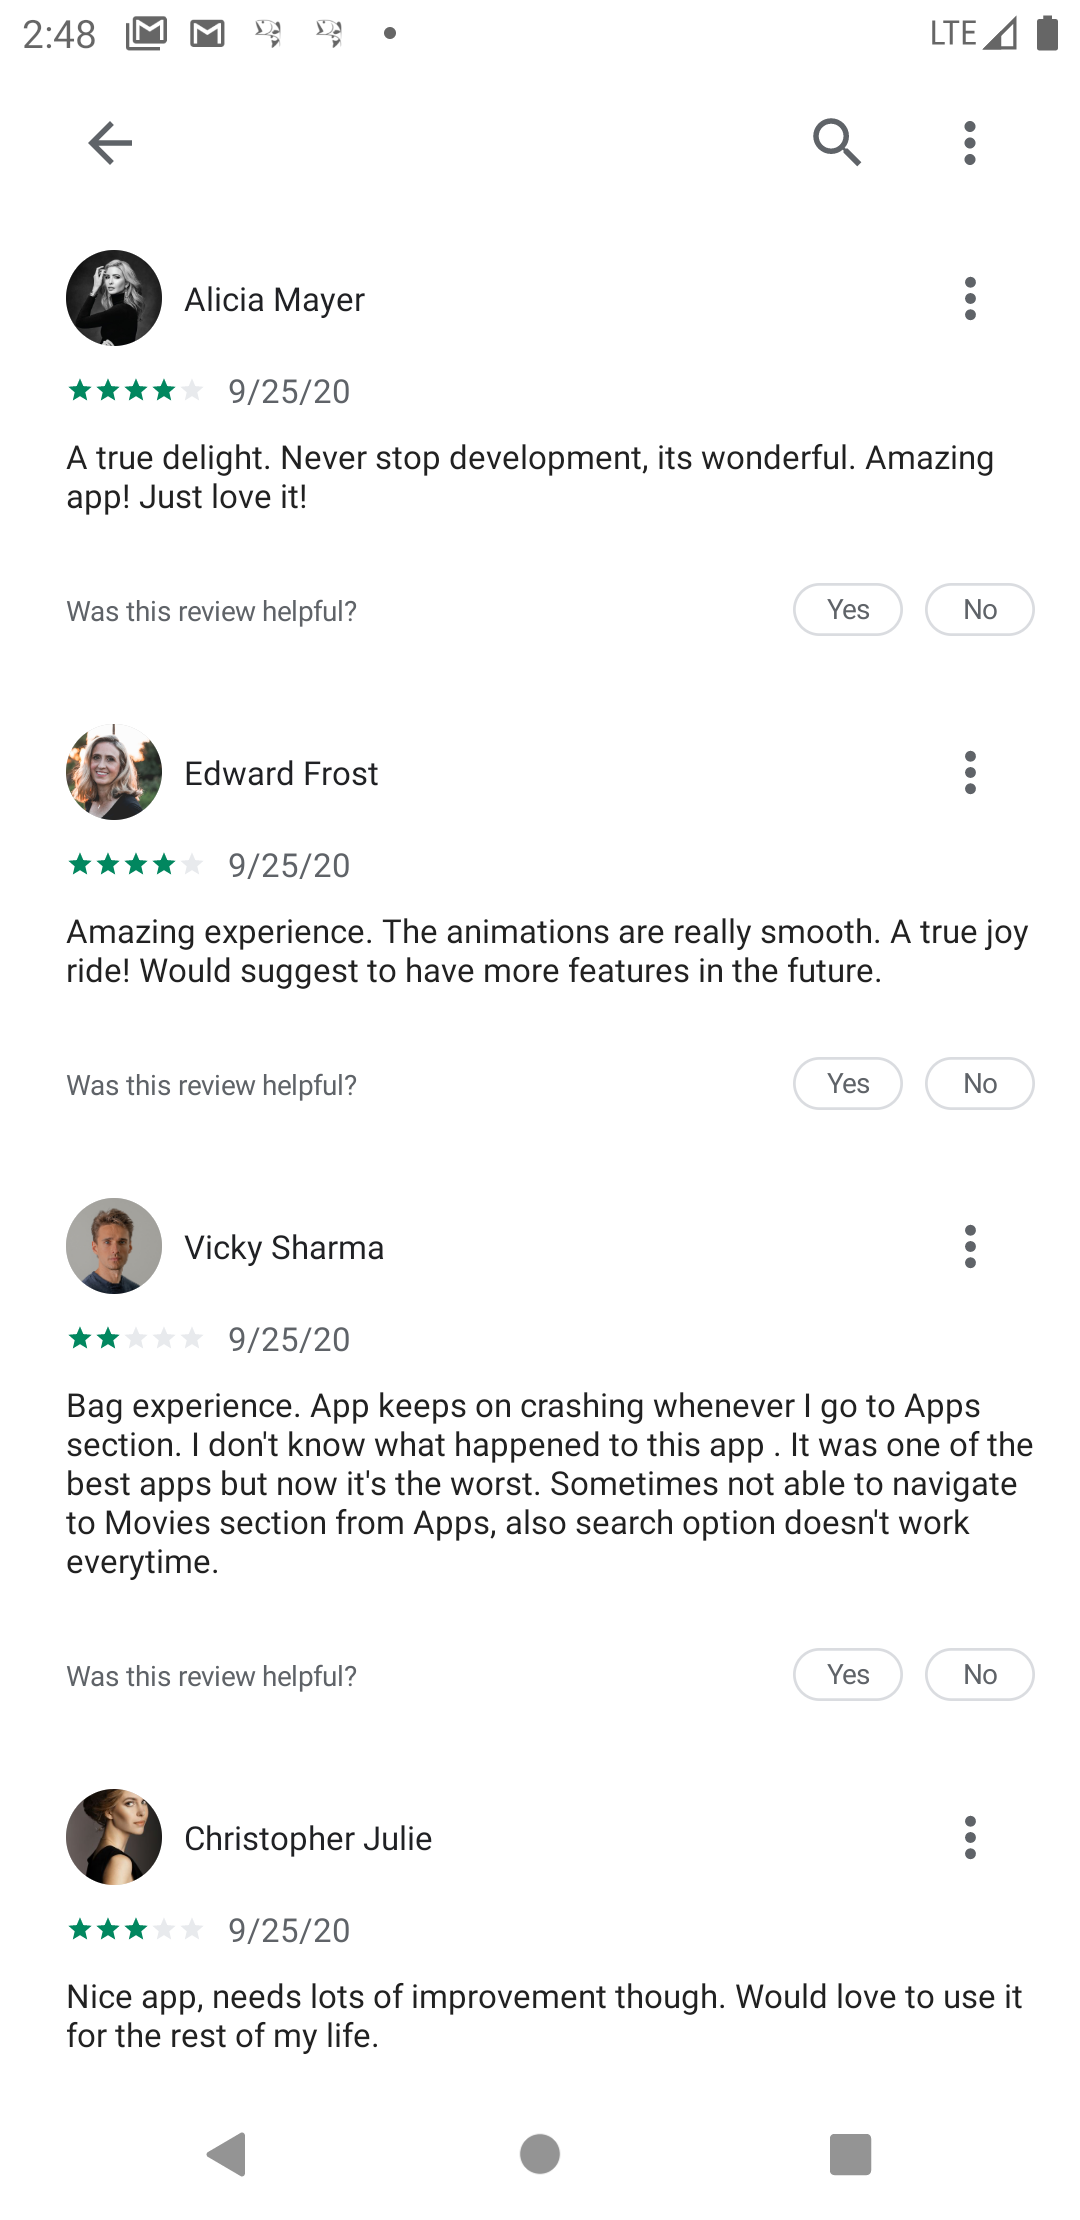 2:48
LTE
Alicia Mayer
9/25/20
A true delight. Never stop development, its wonderful. Amazing
app! Just love it!
Was this review helpful?
Yes
No
Edward Frost
9/25/20
Amazing experience. The animations are really smooth. A true joy
ride! Would suggest to have more features in the future.
Was this review helpful?
Yes
No
Vicky Sharma
9/25/20
Bag experience. App keeps on crashing whenever I go to Apps
section. I don't know what happened to this app . It was one of the
best apps but now it's the worst. Sometimes not able to navigate
to Movies section from Apps, also search option doesn't work
everytime.
Was this review helpful?
Yes
No
Christopher Julie
9/25/20
Nice app, needs lots of improvement though. Would love to use it
for the rest of my life.